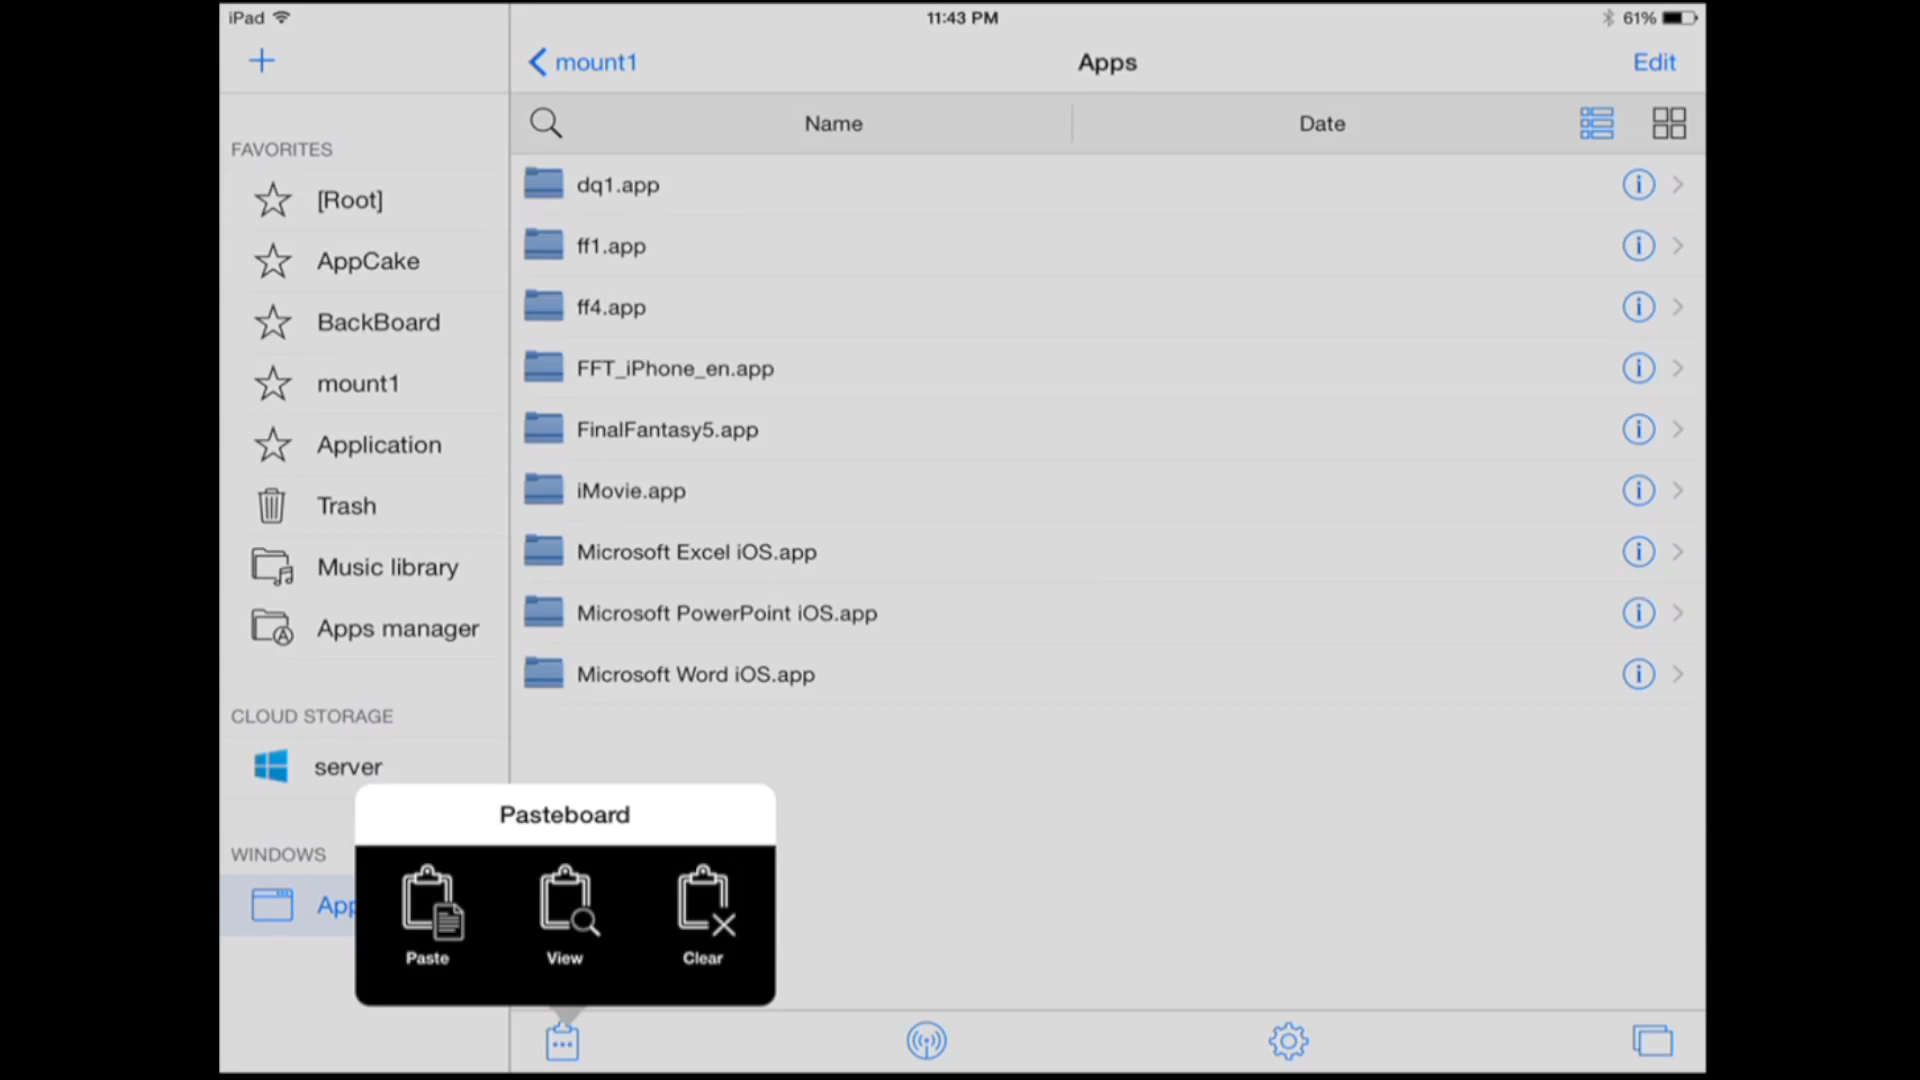 iPad
11:43 PM
61%
mount1
Apps
Edit
Name
Date
FAVORITES
[Root]
AppCake
BackBoard
mount1
Application
Trash
Music library
Apps manager
CLOUD STORAGE
server
WINDOWS
App
dq1.app
ff1.app
ff4.app
FFT_iPhone_en.app
FinalFantasy5.app
iMovie.app
Microsoft Excel iOS.app
Microsoft PowerPoint iOS.app
Microsoft Word iOS.app
Pasteboard
Paste
View
Clear